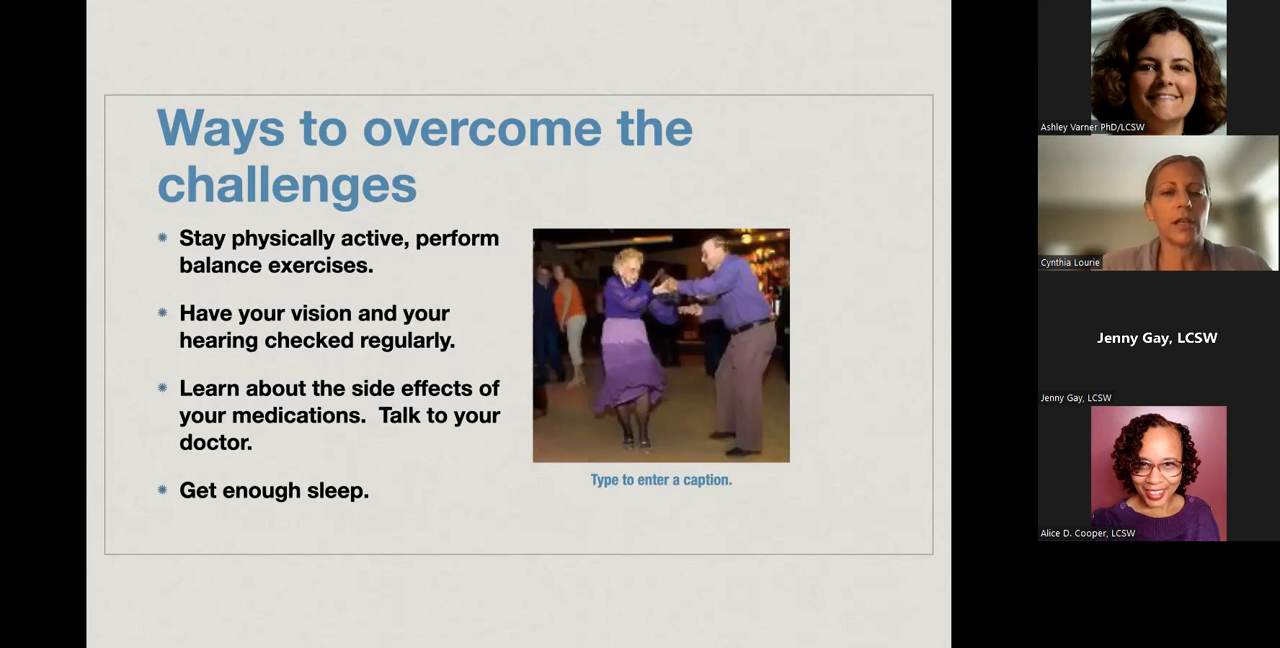 Ways to overcome the
challenges
Stay physically active, perform
balance exercises.
Have your vision and your
hearing checked regularly.
Learn about the side effects of
your medications.  Talk to your
doctor.
Get enough sleep.
Type to enter a caption.
Ashley Varner PhD/LCSW
Cynthia Lourie
Jenny Gay, LCSW
Jenny Gay, LCSW
Alice D. Cooper, LCSW